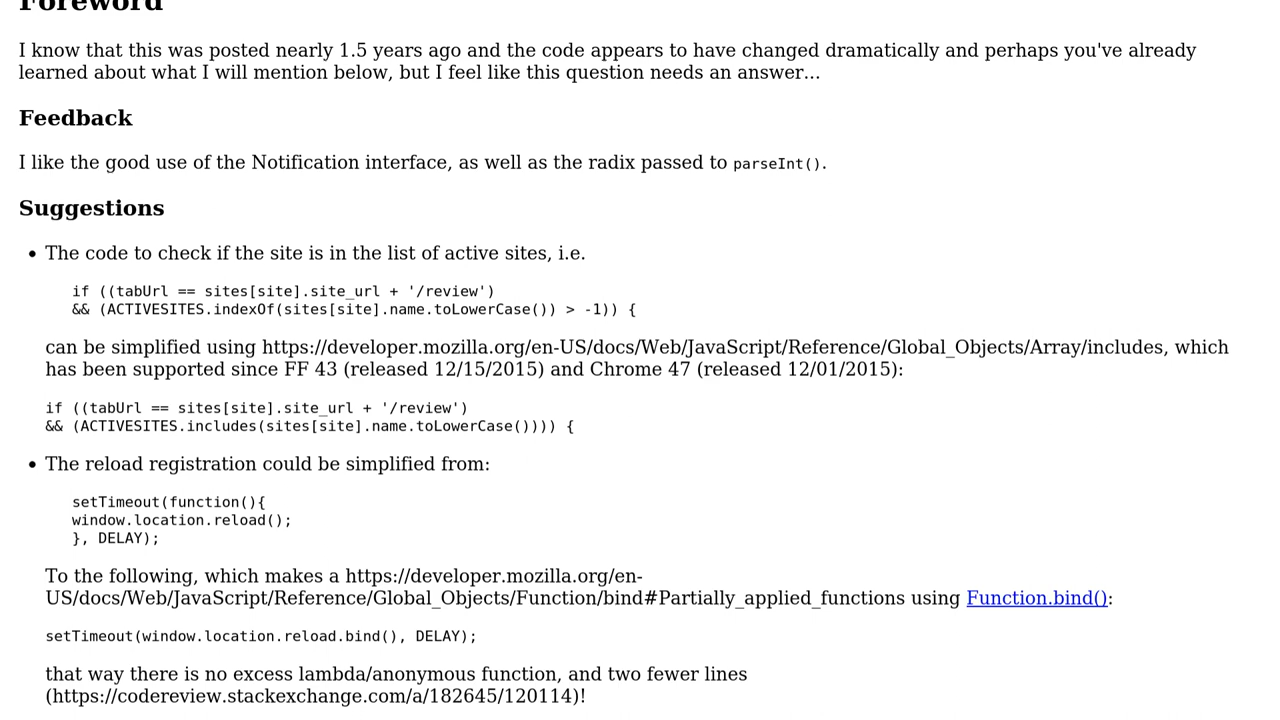 Foreword
I know that this was posted nearly 1.5 years ago and the code appears to have changed dramatically and perhaps you've already
learned about what I will mention below, but I feel like this question needs an answer...
Feedback
I like the good use of the Notification interface, as well as the radix passed to parseInt().
Suggestions
• The code to check if the site is in the list of active sites, i.e.
if ((tabUrl == sites[site].site_url + '/review')
&& (ACTIVESITES.indexOf(sites[site].name.toLowerCase()) > -1)) {
can be simplified using https://developer.mozilla.org/en-US/docs/Web/JavaScript/Reference/Global_Objects/Array/includes, which
has been supported since FF 43 (released 12/15/2015) and Chrome 47 (released 12/01/2015):
if ((tabUrl == sites[site].site_url + '/review')
&& (ACTIVESITES.includes(sites[site].name.toLowerCase()))) {
• The reload registration could be simplified from:
setTimeout(function(){
window.location.reload();
}, DELAY);
To the following, which makes a https://developer.mozilla.org/en-
US/docs/Web/JavaScript/Reference/Global_Objects/Function/bind#Partially_applied_functions using Function.bind():
setTimeout(window.location.reload.bind(), DELAY);
that way there is no excess lambda/anonymous function, and two fewer lines
(https://codereview.stackexchange.com/a/182645/120114)!